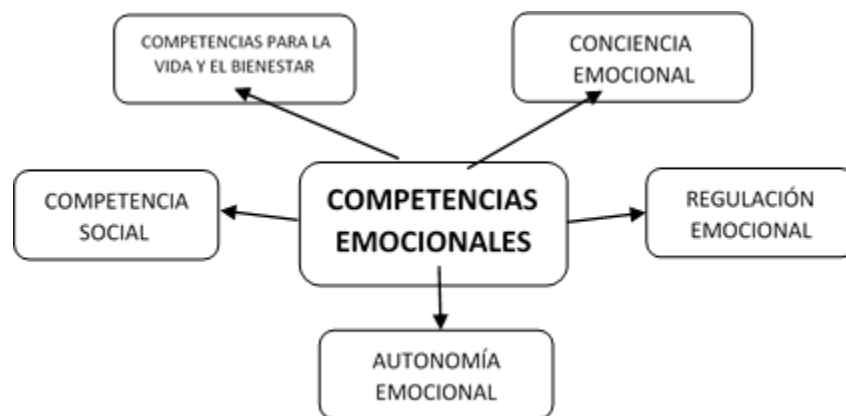 COMPETENCIAS PARA LA
VIDA Y EL BIENESTAR
CONCIENCIA
EMOCIONAL
COMPETENCIA
SOCIAL
COMPETENCIAS
EMOCIONALES
REGULACIÓN
EMOCIONAL
AUTONOMÍA
EMOCIONAL